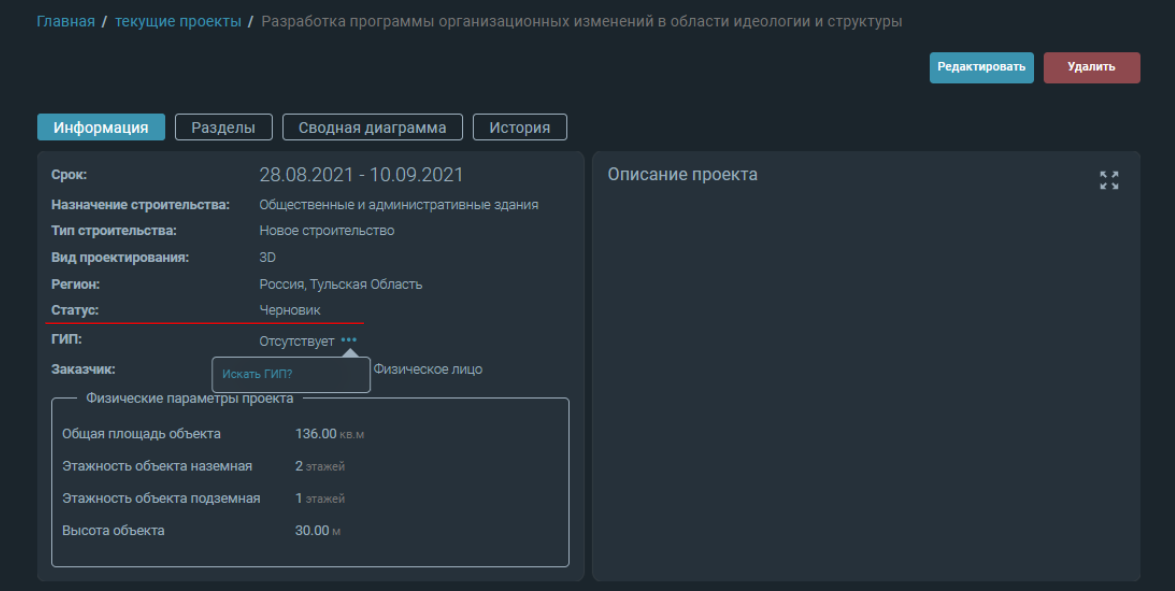 Главная / текущие проекты / Разработка программы организационных изменений в области идеологии и структуры
Редактировать Удалить
Информация Разделы Сводная диаграмма История
Срок: 28.08.2021 - 10.09.2021
Назначение строительства: Общественные и административные здания
Тип строительства: Новое строительство
Вид проектирования: 3D
Регион: Россия, Тульская Область
Статус: Черновик
ГИП: Отсутствует •••
Заказчик: Физическое лицо
Искать ГИП?
Физические параметры проекта
Общая площадь объекта 136.00 кв.м
Этажность объекта наземная 2 этажей
Этажность объекта подземная 1 этажей
Высота объекта 30.00 м
Описание проекта